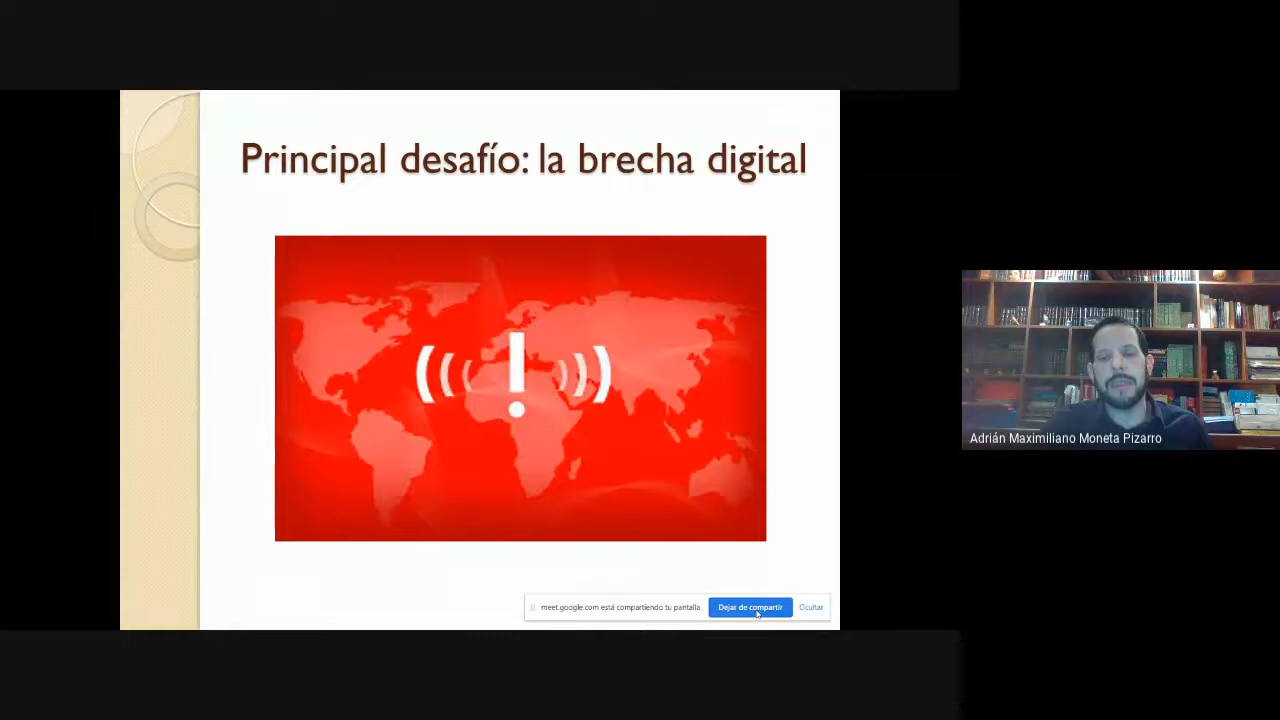 Principal desafío: la brecha digital
!
meet.google.com está compartiendo tu pantalla.
Dejar de compartir
Ocultar
Adrián Maximiliano Moneta Pizarro